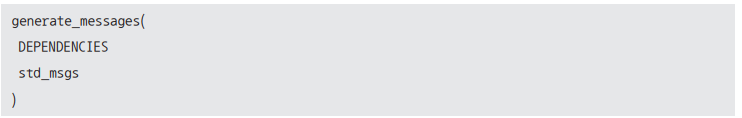 generate_messages(
DEPENDENCIES
std_msgs
)